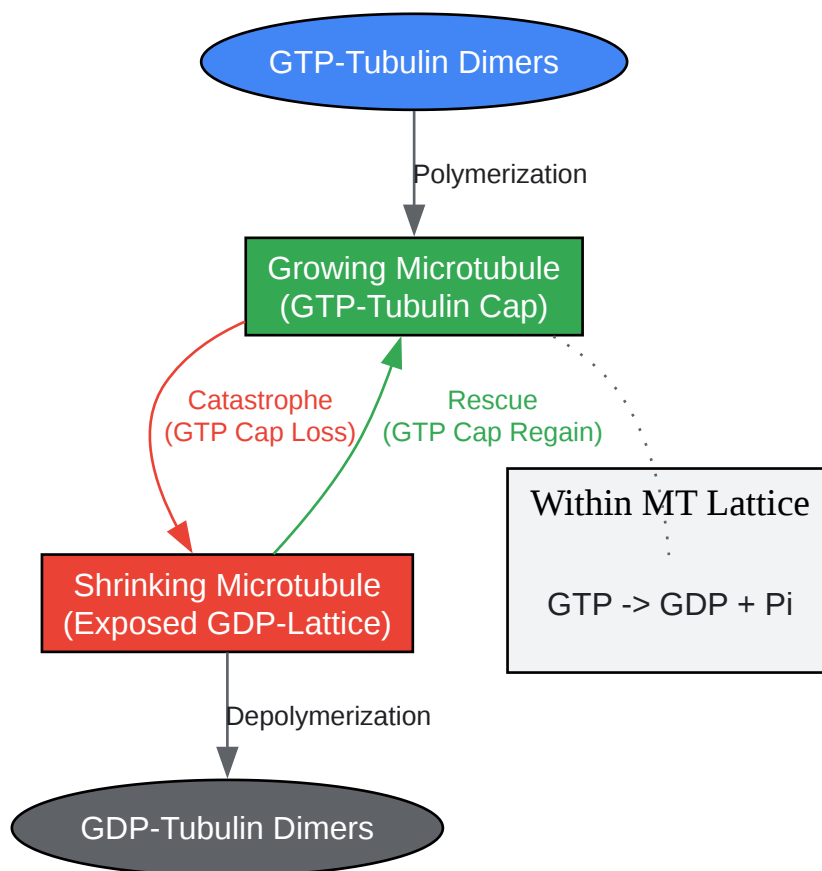 GTP-Tubulin Dimers
Polymerization
Growing Microtubule
(GTP-Tubulin Cap)
Catastrophe
(GTP Cap Loss)
Rescue
(GTP Cap Regain)
Within MT Lattice
GTP -> GDP + Pi
Shrinking Microtubule
(Exposed GDP-Lattice)
Depolymerization
GDP-Tubulin Dimers